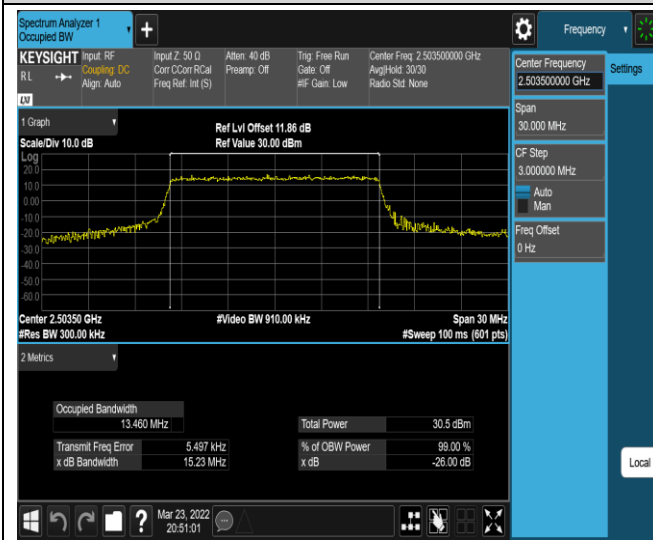 Spectrum Analyzer 1
Occupied BW
+
Frequency
KEYSIGHT
Input: RF
Input Z: 50 Ω
Atten: 40 dB
Trig: Free Run
Center Freq: 2.503500000 GHz
RL
Coupling: DC
Corr CCorr RCal
Preamp: Off
Gate: Off
Avg|Hold: 30/30
Align: Auto
Freq Ref: Int (S)
#IF Gain: Low
Radio Std: None
LXI
Center Frequency
2.503500000 GHz
Settings
Span
30.000 MHz
CF Step
3.000000 MHz
Auto
Man
Freq Offset
0 Hz
1 Graph
Ref Lvl Offset 11.86 dB
Scale/Div 10.0 dB
Ref Value 30.00 dBm
Log
20.0
10.0
0.00
-10.0
-20.0
-30.0
-40.0
-50.0
-60.0
Center 2.50350 GHz
#Video BW 910.00 kHz
Span 30 MHz
#Res BW 300.00 kHz
#Sweep 100 ms (601 pts)
2 Metrics
Occupied Bandwidth
13.460 MHz
Total Power
30.5 dBm
Transmit Freq Error
5.497 kHz
% of OBW Power
99.00 %
x dB Bandwidth
15.23 MHz
x dB
-26.00 dB
Local
?
Mar 23, 2022
20:51:01